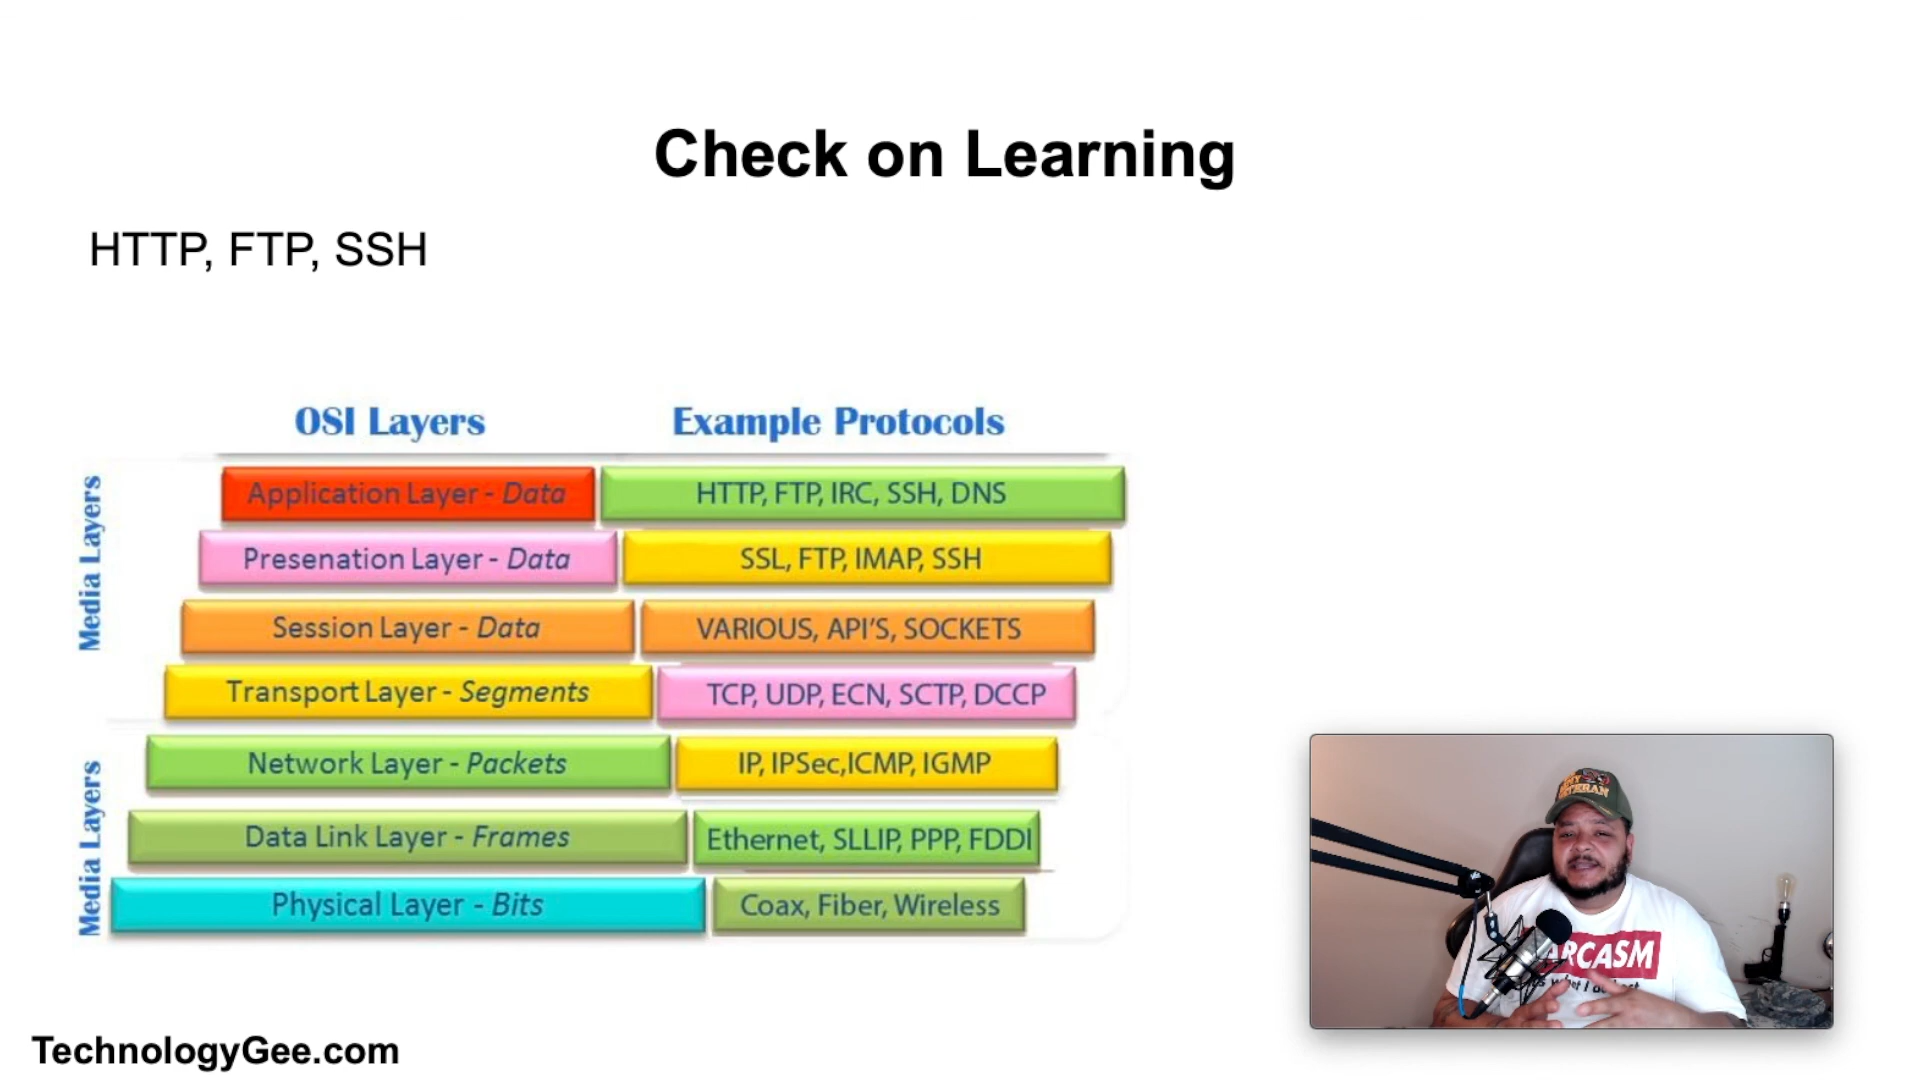 Check on Learning
HTTP, FTP, SSH
OSI Layers
Example Protocols
Media Layers
Application Layer - Data
HTTP, FTP, IRC, SSH, DNS
Presenation Layer - Data
SSL, FTP, IMAP, SSH
Session Layer - Data
VARIOUS, API'S, SOCKETS
Transport Layer - Segments
TCP, UDP, ECN, SCTP, DCCP
Media Layers
Network Layer - Packets
IP, IPSec,ICMP, IGMP
Data Link Layer - Frames
Ethernet, SLLIP, PPP, FDDI
Physical Layer - Bits
Coax, Fiber, Wireless
TechnologyGee.com